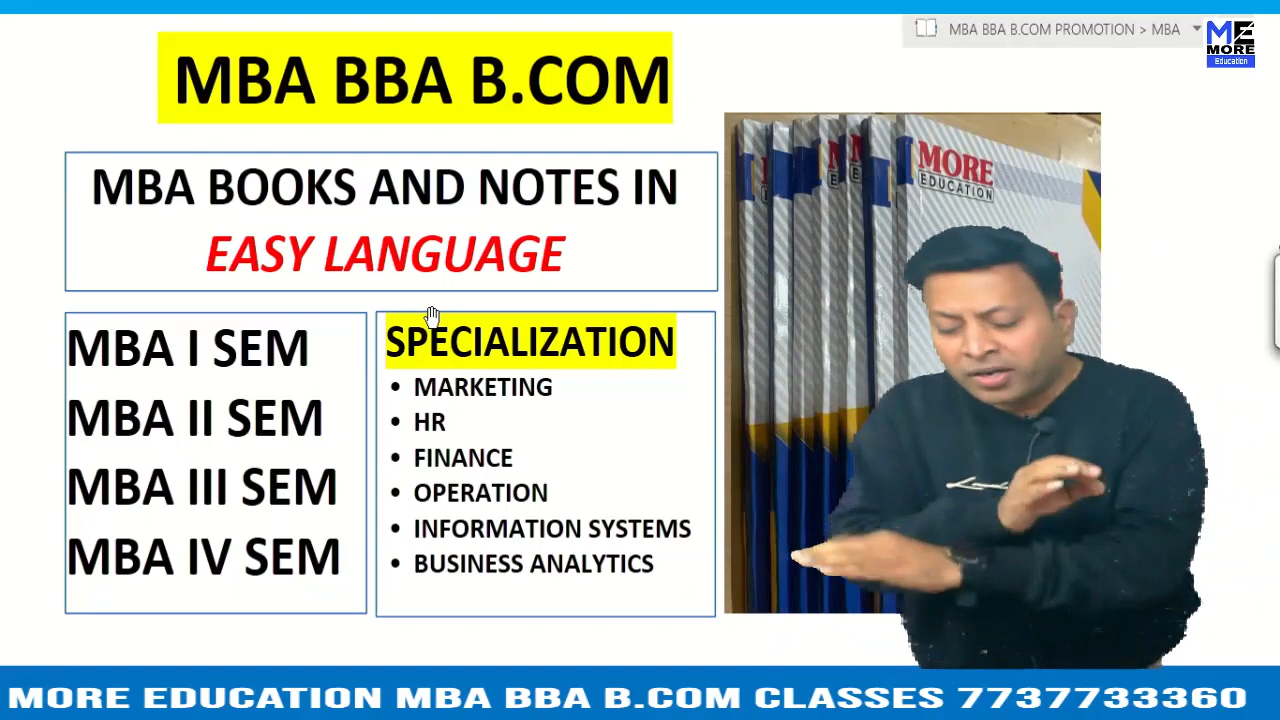 MBA BBA B.COM PROMOTION > MBA
ME
MORE
Education
MBA BBA B.COM
MBA BOOKS AND NOTES IN
EASY LANGUAGE
MBA I SEM
MBA II SEM
MBA III SEM
MBA IV SEM
SPECIALIZATION
• MARKETING
• HR
• FINANCE
• OPERATION
• INFORMATION SYSTEMS
• BUSINESS ANALYTICS
MORE
EDUCATION
MORE EDUCATION MBA BBA B.COM CLASSES 7737733360